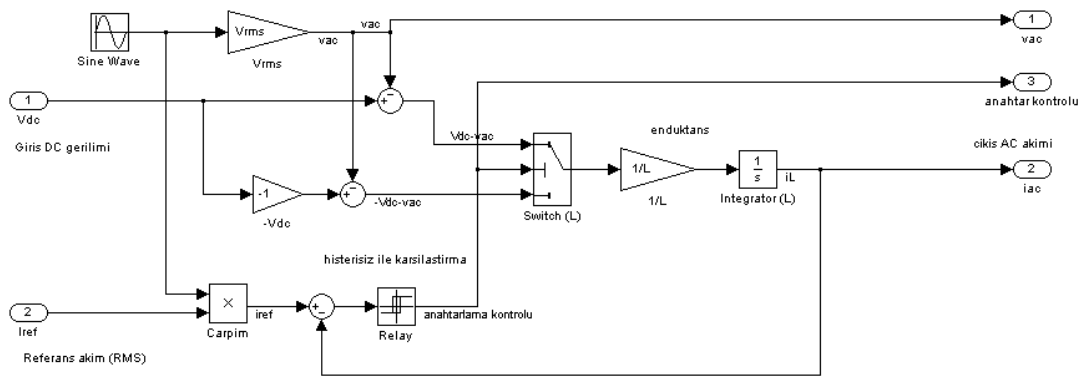 Sine Wave
Vrms
Vrms
vac
vac
1
vac
3
anahtar kontrolu
1
Vdc
Giris DC gerilimi
Vdc-vac
enduktans
cikis AC akimi
-1
-Vdc
-Vdc-vac
Switch (L)
1/L
1/L
1
s
Integrator (L)
iL
2
iac
histerisiz ile karsilastirma
2
Iref
Referans akim (RMS)
×
Carpim
iref
Relay
anahtarlama kontrolu